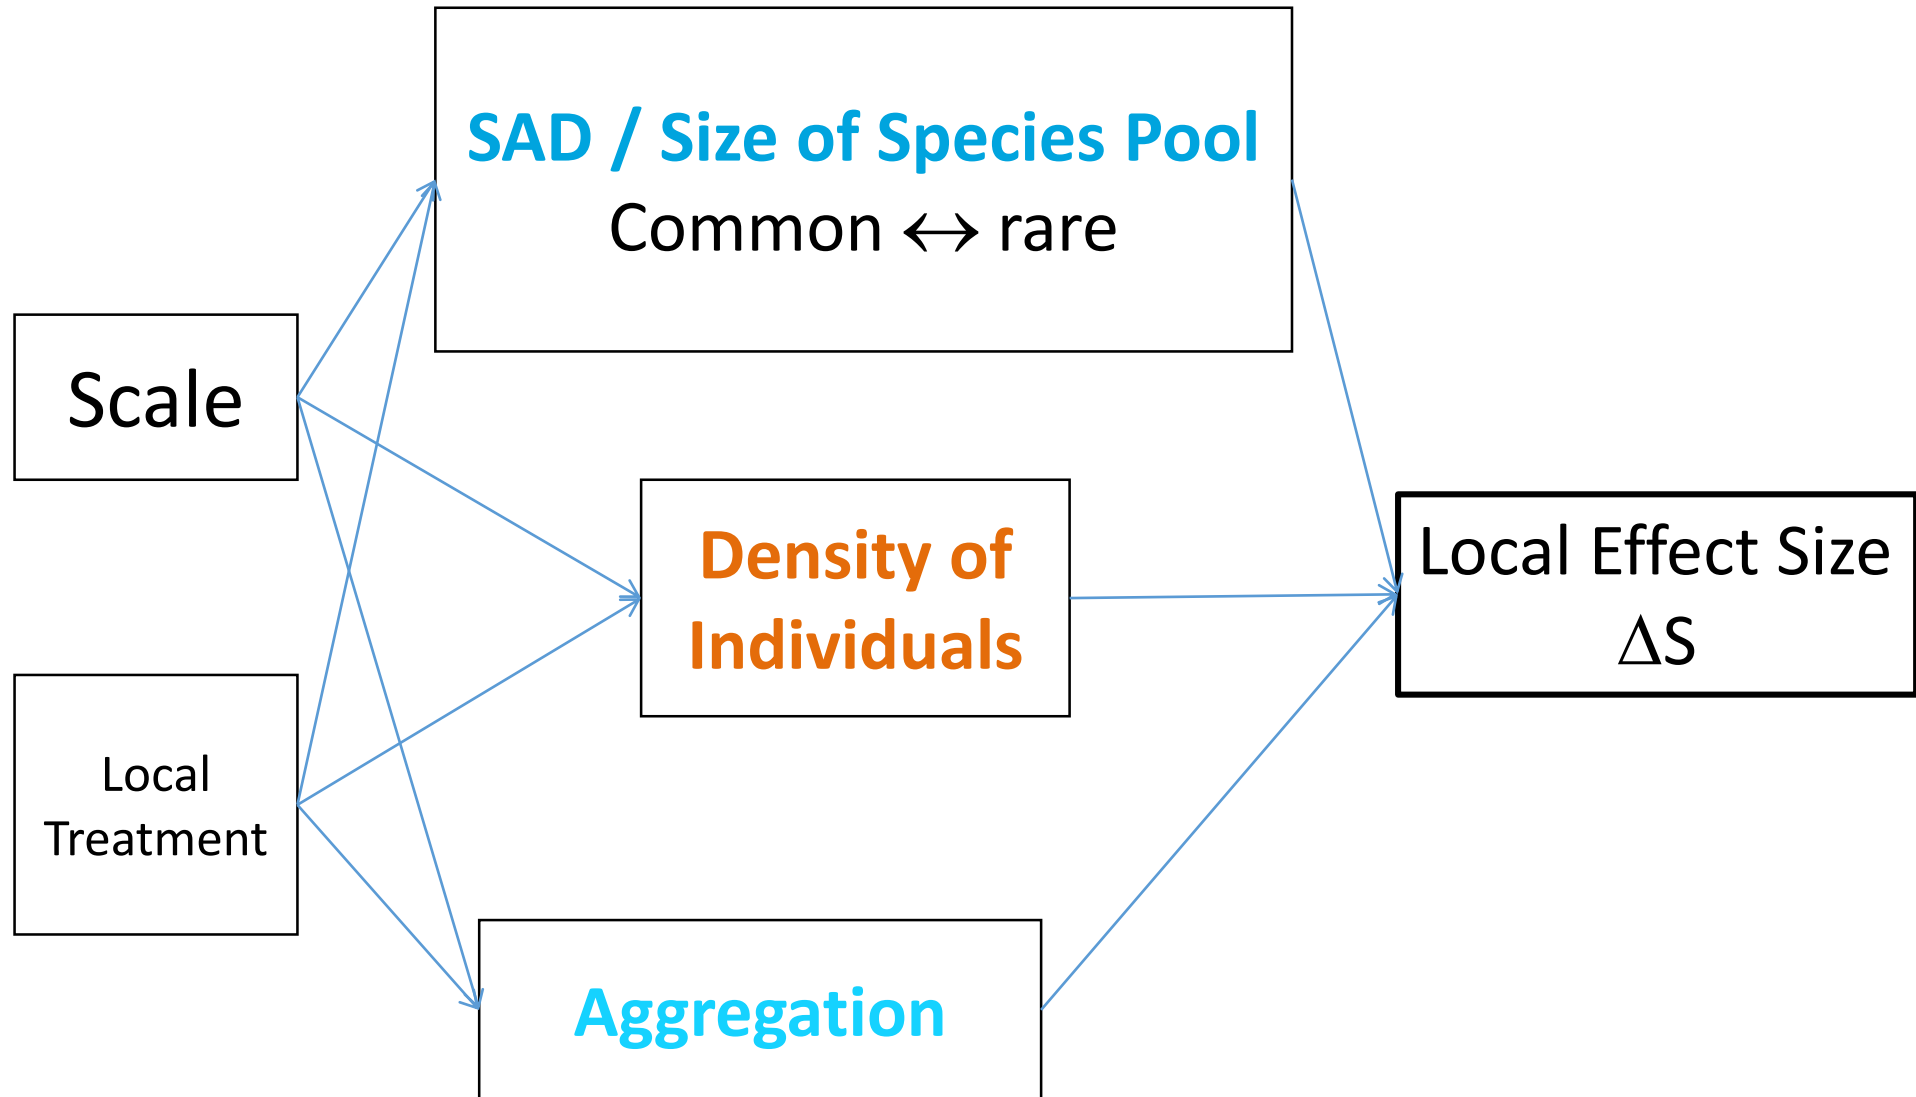 SAD / Size of Species Pool
Common ↔ rare
Scale
Density of
Individuals
Local Effect Size
ΔS
Local
Treatment
Aggregation